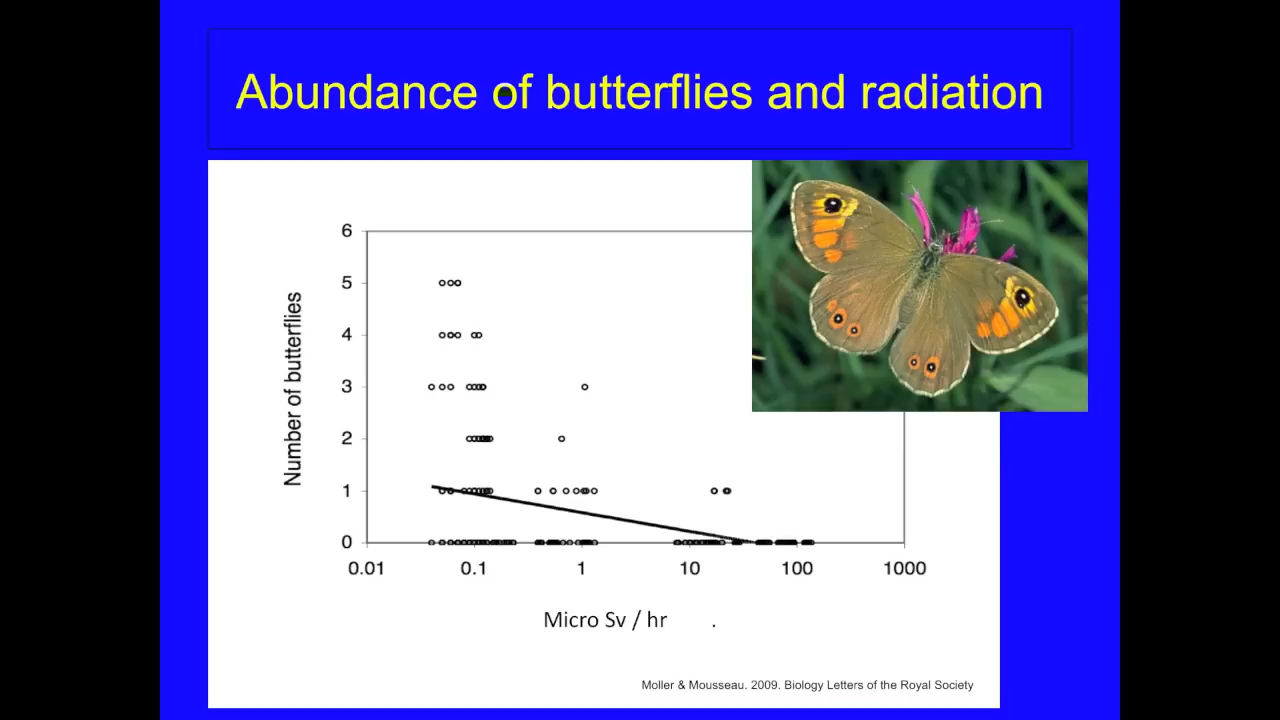 Abundance of butterflies and radiation
6
5
4
3
2
1
0
Number of butterflies
0.01 0.1 1 10 100 1000
Micro Sv / hr .
Moller & Mousseau. 2009. Biology Letters of the Royal Society